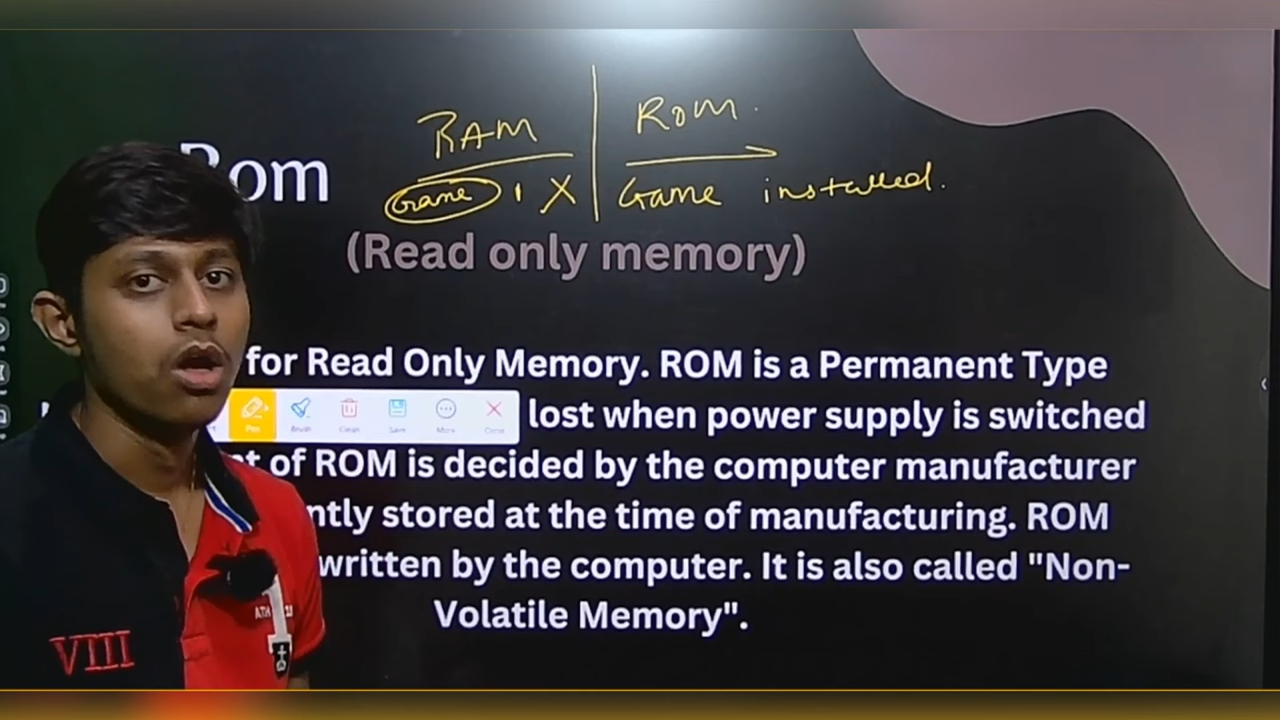 RAM | ROM.
Rom
Game 1 X | Game installed.
(Read only memory)
for Read Only Memory. ROM is a Permanent Type
lost when power supply is switched
of ROM is decided by the computer manufacturer
ntly stored at the time of manufacturing. ROM
written by the computer. It is also called "Non-
Volatile Memory".
Pen Brush Clean Save More Close
VIII